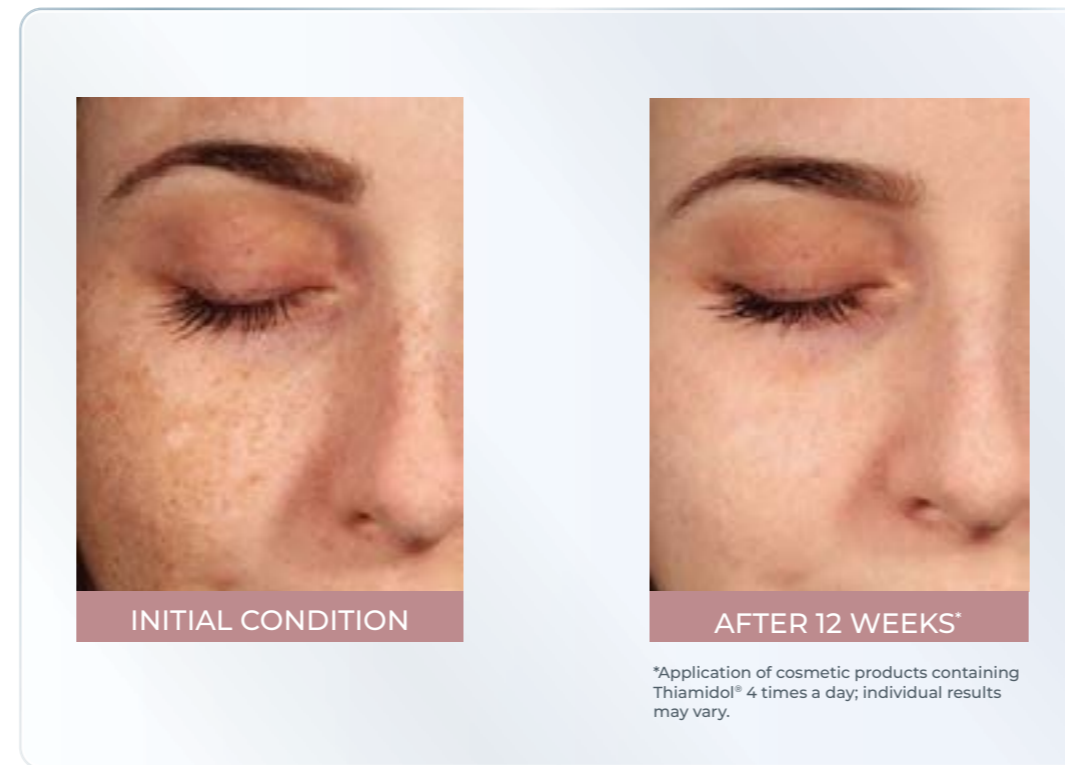 INITIAL CONDITION
AFTER 12 WEEKS*
*Application of cosmetic products containing
Thiamidol® 4 times a day; individual results
may vary.